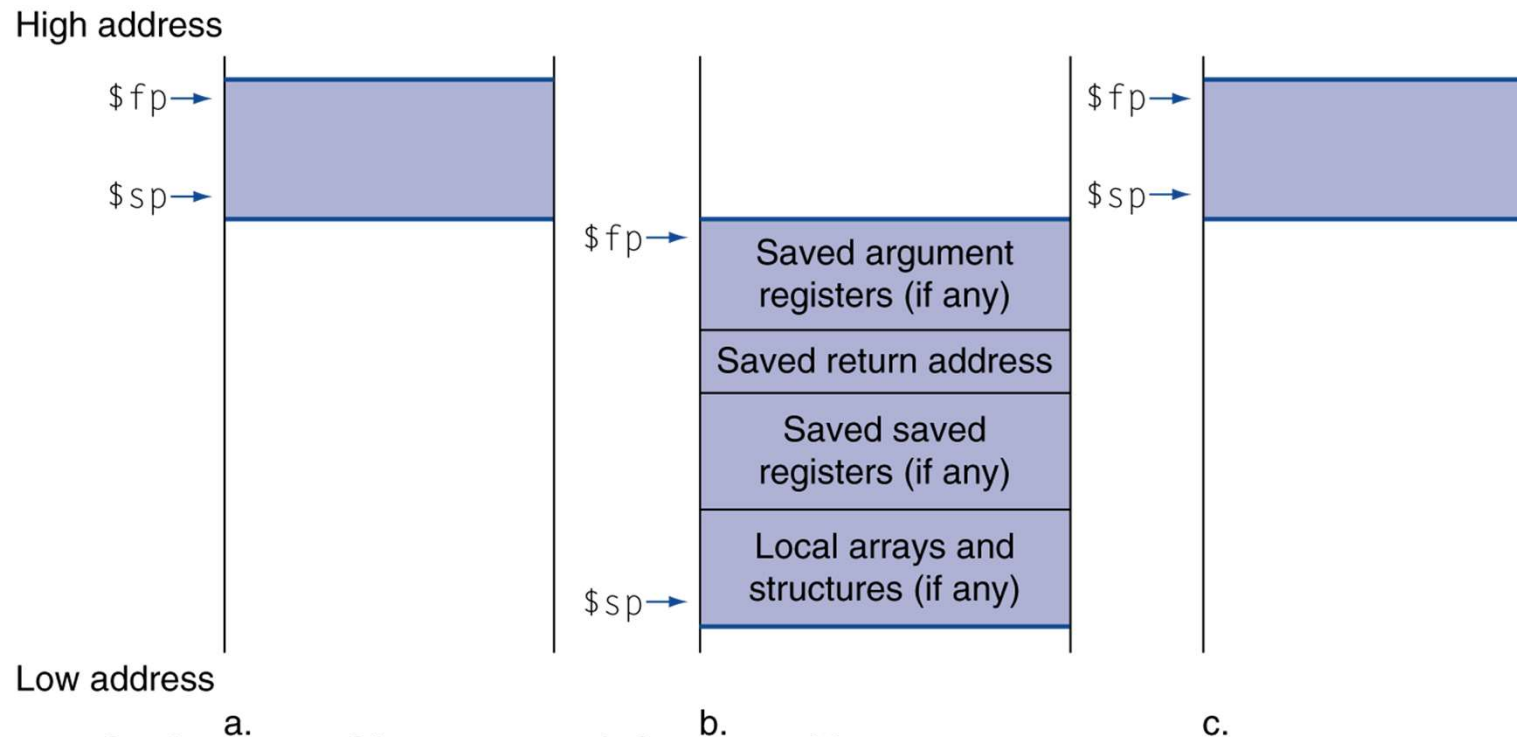 High address
$fp
$sp
$fp
$sp
Saved argument
registers (if any)
Saved return address
Saved saved
registers (if any)
Local arrays and
structures (if any)
$fp
$sp
Low address
a.
b.
c.